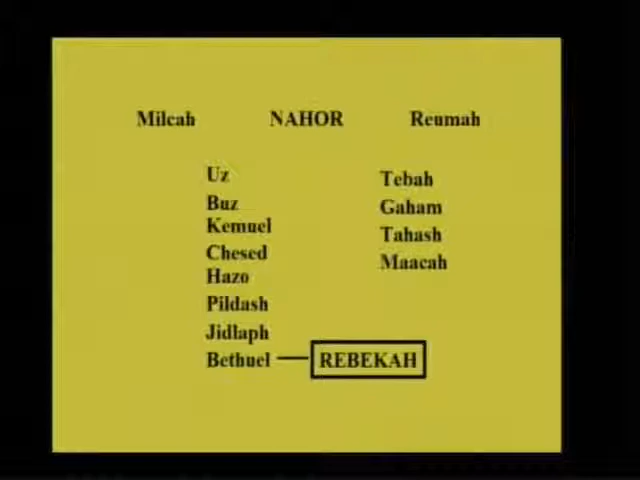 Milcah NAHOR Reumah
Uz
Buz
Kemuel
Chesed
Hazo
Pildash
Jidlaph
Bethuel REBEKAH
Tebah
Gaham
Tahash
Maacah